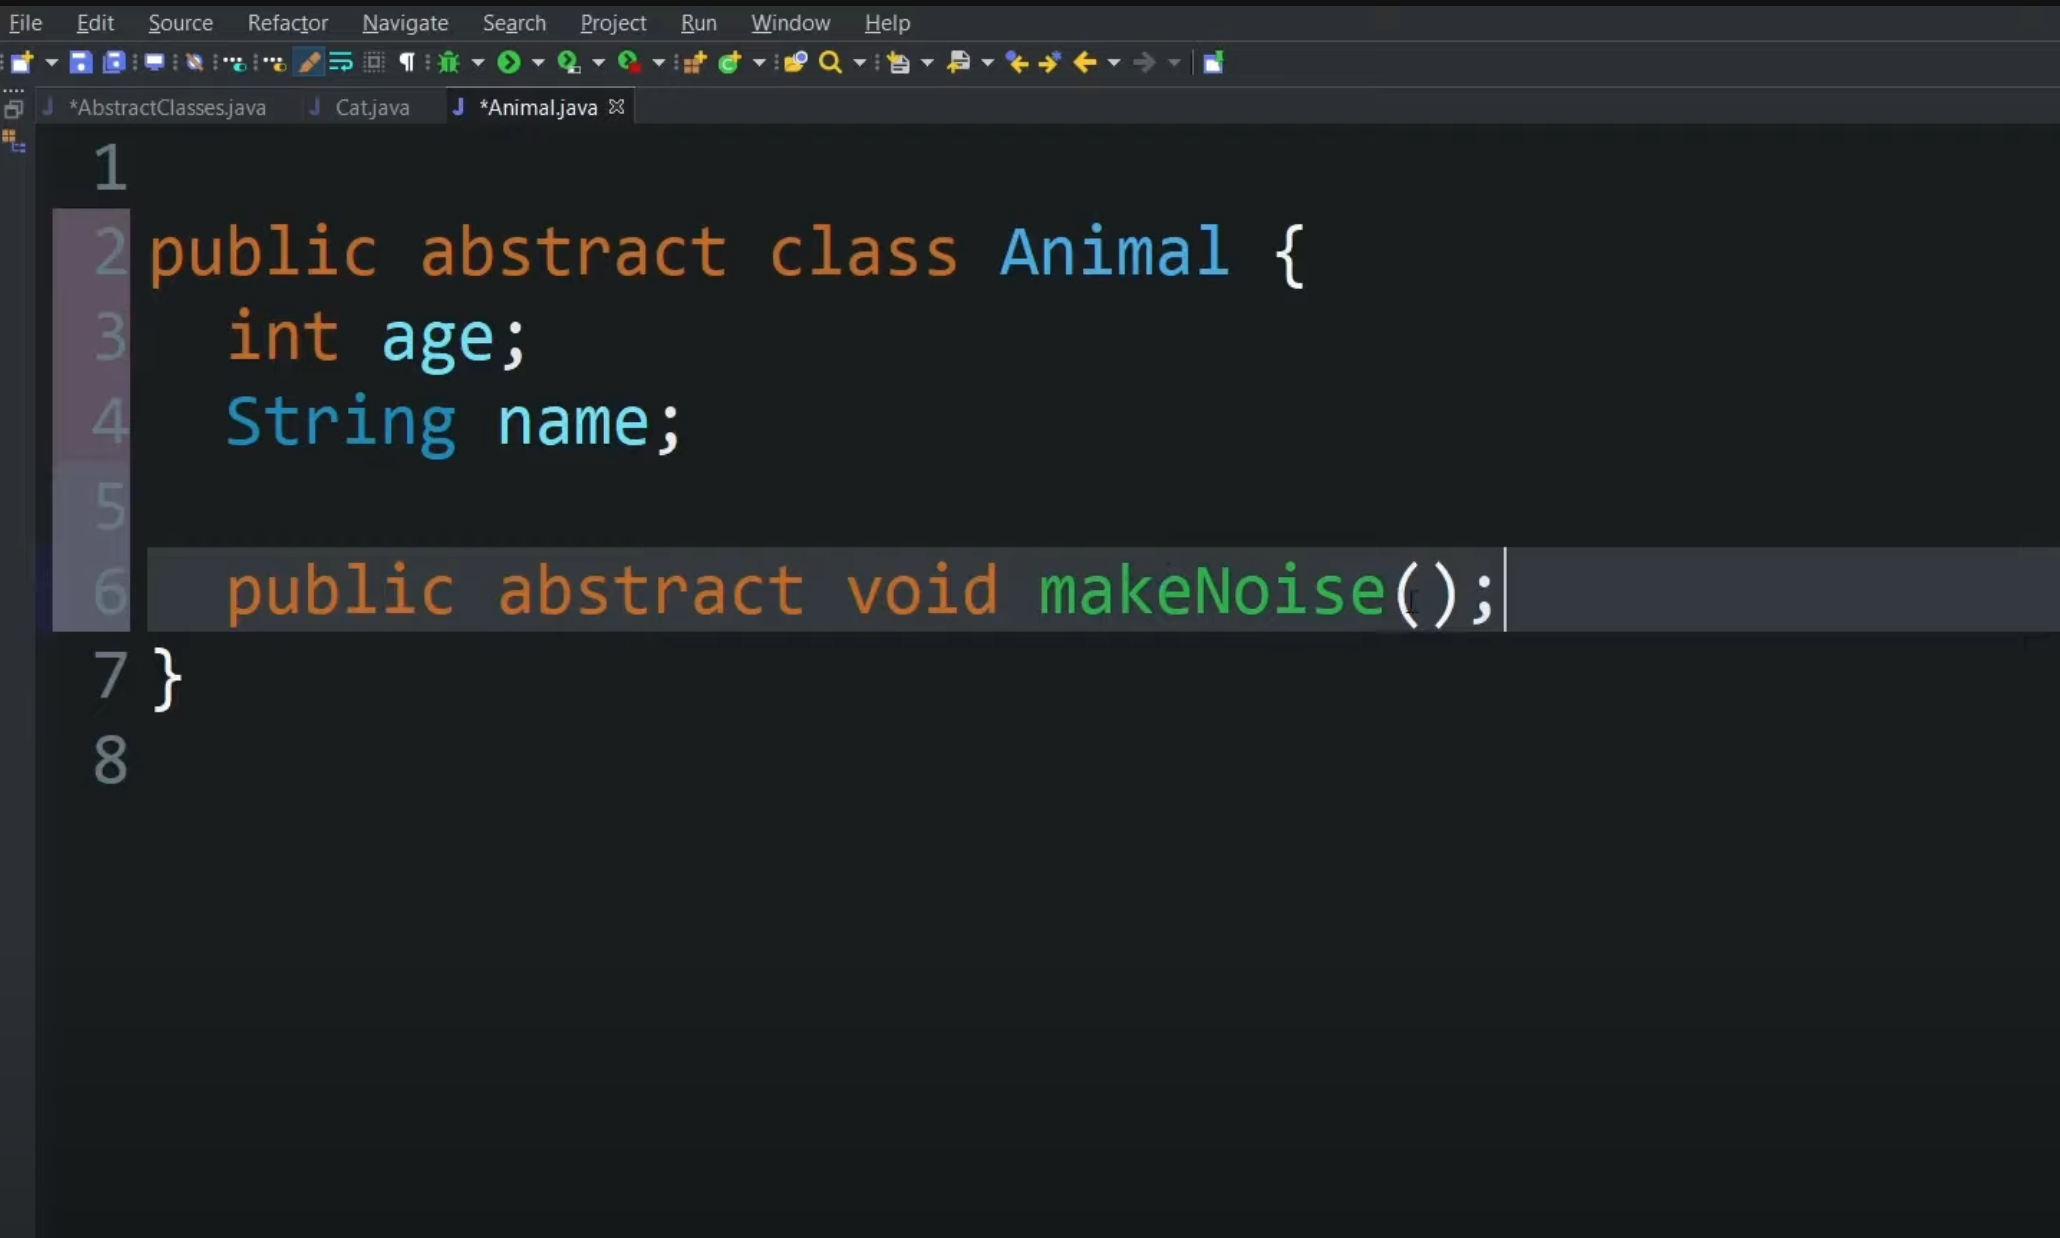 File Edit Source Refactor Navigate Search Project Run Window Help
*AbstractClasses.java Cat.java *Animal.java
1
2 public abstract class Animal {
3 int age;
4 String name;
5
6 public abstract void makeNoise();
7 }
8